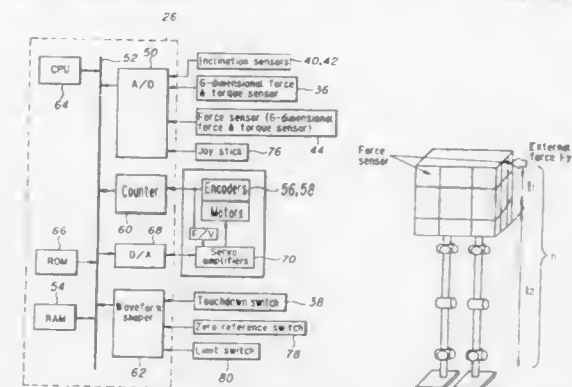 26
52
50
CPU
64
A/D
Inclination sensors
40,42
6-dimensional force
& torque sensor
36
Force sensor (6-dimensional
force & torque sensor)
44
Joy stick
76
Counter
60
Encoders
56,58
Motors
F/V
Servo
amplifiers
70
66
ROM
68
D/A
54
RAM
Waveform
shaper
62
Touchdown switch
38
Zero reference switch
78
Limit switch
80
Force
sensor
External
force Fy
ℓ1
h
ℓ2